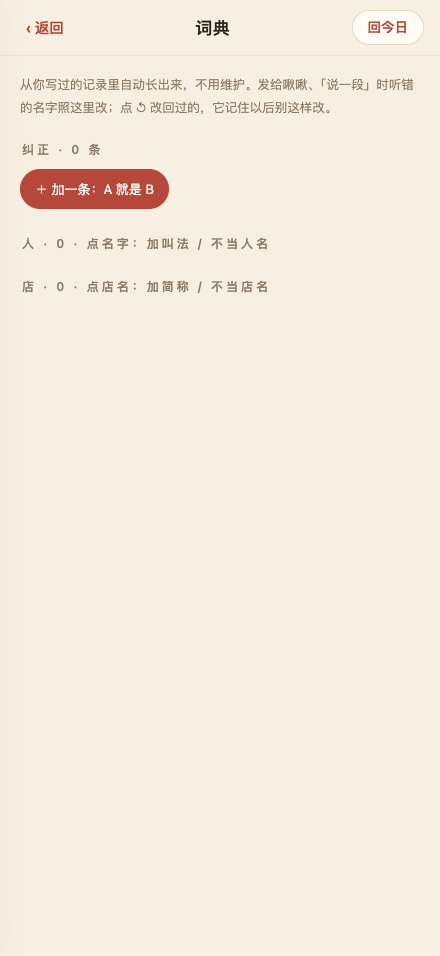 ‹ 返回
词典
回今日
从你写过的记录里自动长出来，不用维护。发给啾啾、「说一段」时听错
的名字照这里改；点 ↺ 改回过的，它记住以后别这样改。
纠正 · 0 条
＋ 加一条：A 就是 B
人 · 0 · 点名字：加叫法 / 不当人名
店 · 0 · 点店名：加简称 / 不当店名